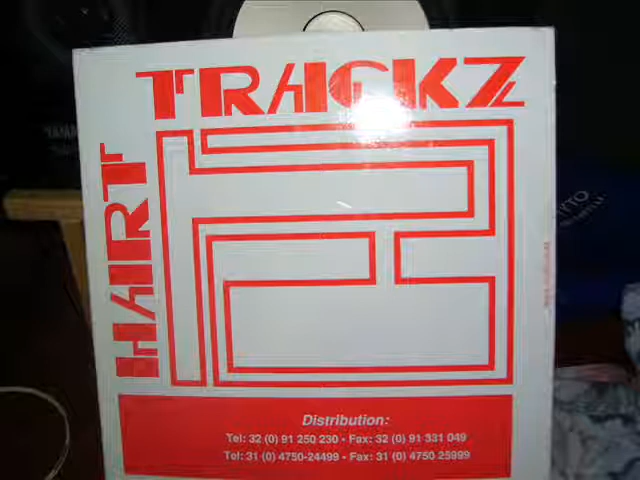 TRACKZ
HART
Distribution:
Tel: 32 (0) 91 250 230 - Fax: 32 (0) 91 331 049
Tel: 31 (0) 4750-24499 - Fax: 31 (0) 4750 25999